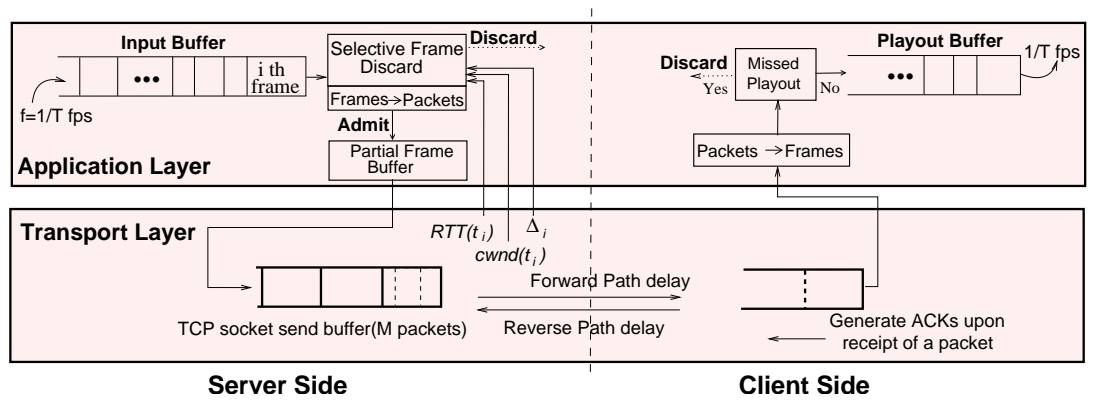 Input Buffer
i th
frame
f=1/T fps
Selective Frame
Discard
Frames→Packets
Discard
Admit
Partial Frame
Buffer
Application Layer
Discard
Yes
Missed
Playout
No
Playout Buffer
1/T fps
Packets →Frames
Transport Layer
RTT(t i)
cwnd(t i)
Δ i
TCP socket send buffer(M packets)
Forward Path delay
Reverse Path delay
Generate ACKs upon
receipt of a packet
Server Side
Client Side